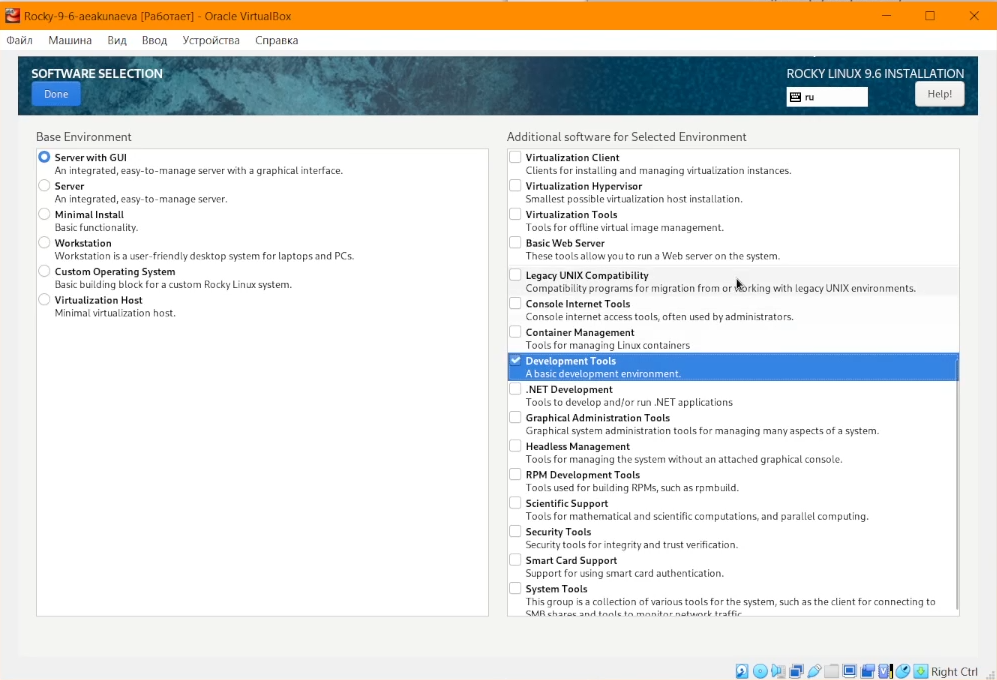 Rocky-9-6-aeakunaeva [Работает] - Oracle VirtualBox
Файл Машина Вид Ввод Устройства Справка
SOFTWARE SELECTION
ROCKY LINUX 9.6 INSTALLATION
Done
ru
Help!
Base Environment
Server with GUI
An integrated, easy-to-manage server with a graphical interface.
Server
An integrated, easy-to-manage server.
Minimal Install
Basic functionality.
Workstation
Workstation is a user-friendly desktop system for laptops and PCs.
Custom Operating System
Basic building block for a custom Rocky Linux system.
Virtualization Host
Minimal virtualization host.
Additional software for Selected Environment
Virtualization Client
Clients for installing and managing virtualization instances.
Virtualization Hypervisor
Smallest possible virtualization host installation.
Virtualization Tools
Tools for offline virtual image management.
Basic Web Server
These tools allow you to run a Web server on the system.
Legacy UNIX Compatibility
Compatibility programs for migration from or working with legacy UNIX environments.
Console Internet Tools
Console internet access tools, often used by administrators.
Container Management
Tools for managing Linux containers
Development Tools
A basic development environment.
.NET Development
Tools to develop and/or run .NET applications
Graphical Administration Tools
Graphical system administration tools for managing many aspects of a system.
Headless Management
Tools for managing the system without an attached graphical console.
RPM Development Tools
Tools used for building RPMs, such as rpmbuild.
Scientific Support
Tools for mathematical and scientific computations, and parallel computing.
Security Tools
Security tools for integrity and trust verification.
Smart Card Support
Support for using smart card authentication.
System Tools
This group is a collection of various tools for the system, such as the client for connecting to
SMB shares and tools to monitor network traffic.
Right Ctrl